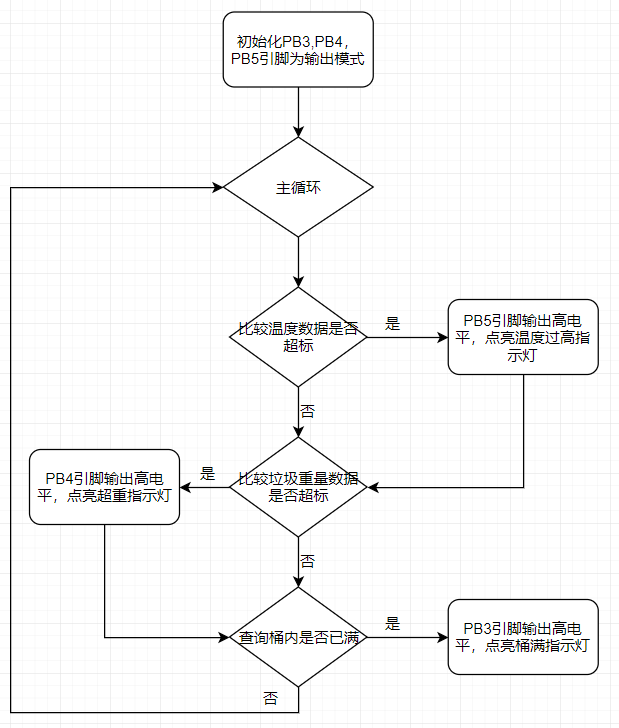 初始化PB3,PB4，
PB5引脚为输出模式
主循环
比较温度数据是否
超标
是
PB5引脚输出高电
平，点亮温度过高指
示灯
否
比较垃圾重量数据
是否超标
是
PB4引脚输出高电
平，点亮超重指示灯
否
查询桶内是否已满
是
PB3引脚输出高电
平，点亮桶满指示灯
否